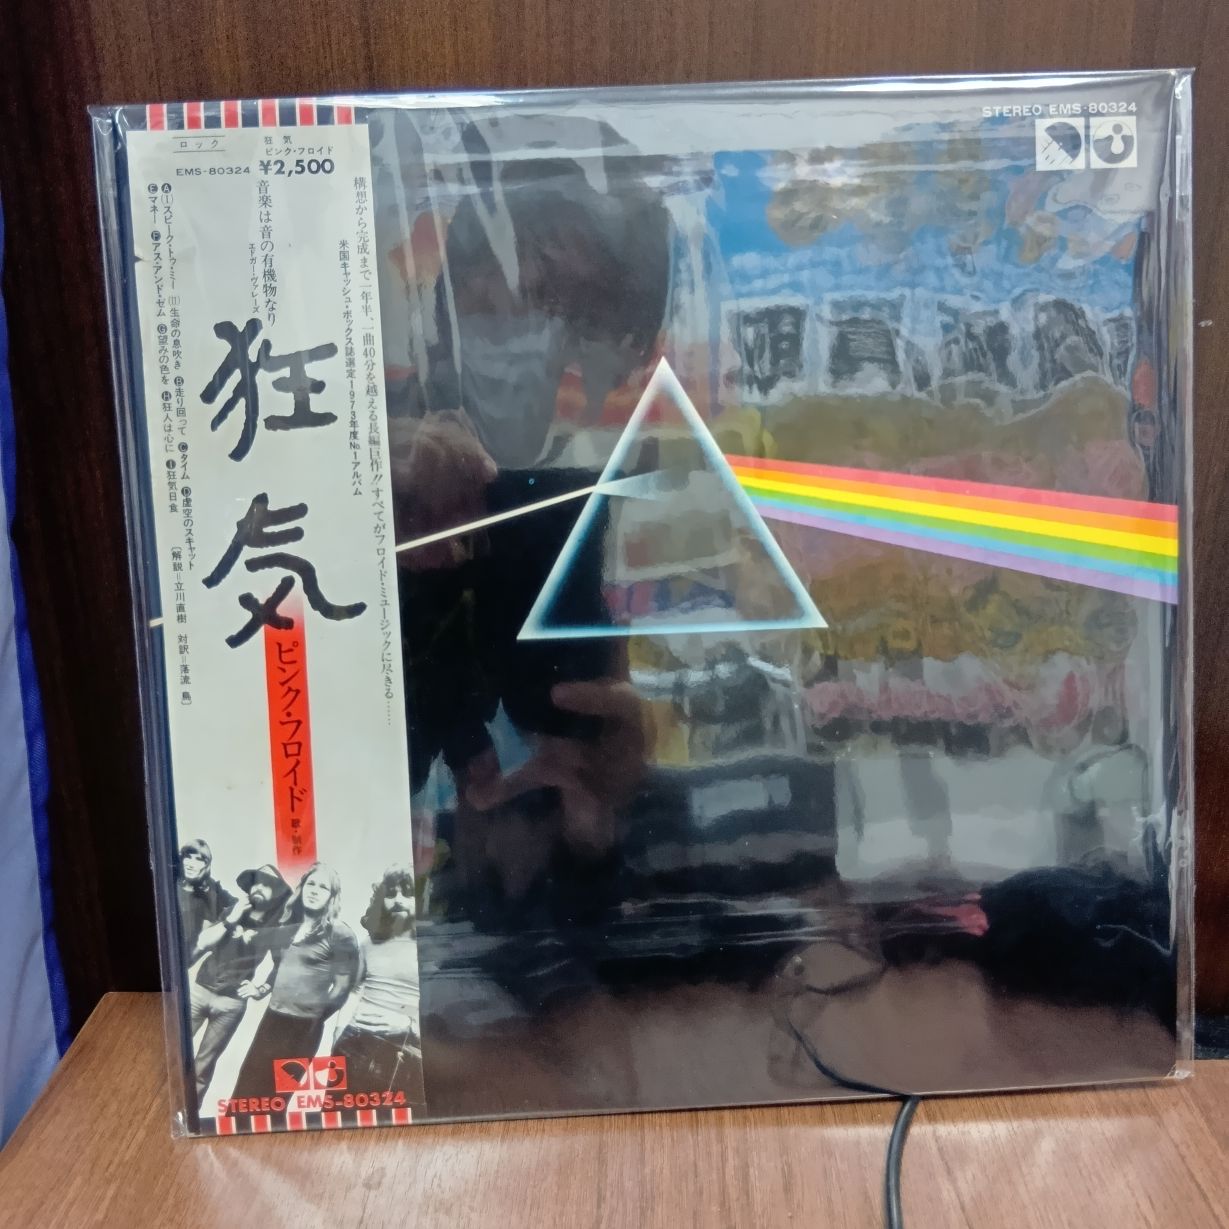 STEREO EMS-80324
ロック
狂気
ピンク・フロイド
EMS-80324 ¥2,500
構想から完成まで一年半、一曲40分を越える長編巨作!!すべてがフロイド・ミュージックに尽きる……
米国キャッシュ・ボックス誌選定1973年度No.1アルバム
音楽は音の有機物なり
エドガー・ヴァレーズ
狂気
ピンク・フロイド 歌・制作
Ⓐ(i)スピーク・トゥ・ミー (ii)生命の息吹き Ⓑ走り回って Ⓒタイム Ⓓ虚空のスキャット
Ⓔマネー Ⓕアス・アンド・ゼム Ⓖ望みの色を Ⓗ狂人は心に Ⓘ狂気日食 〔解説=立川直樹 対訳=落流 鳥〕
STEREO EMS-80324